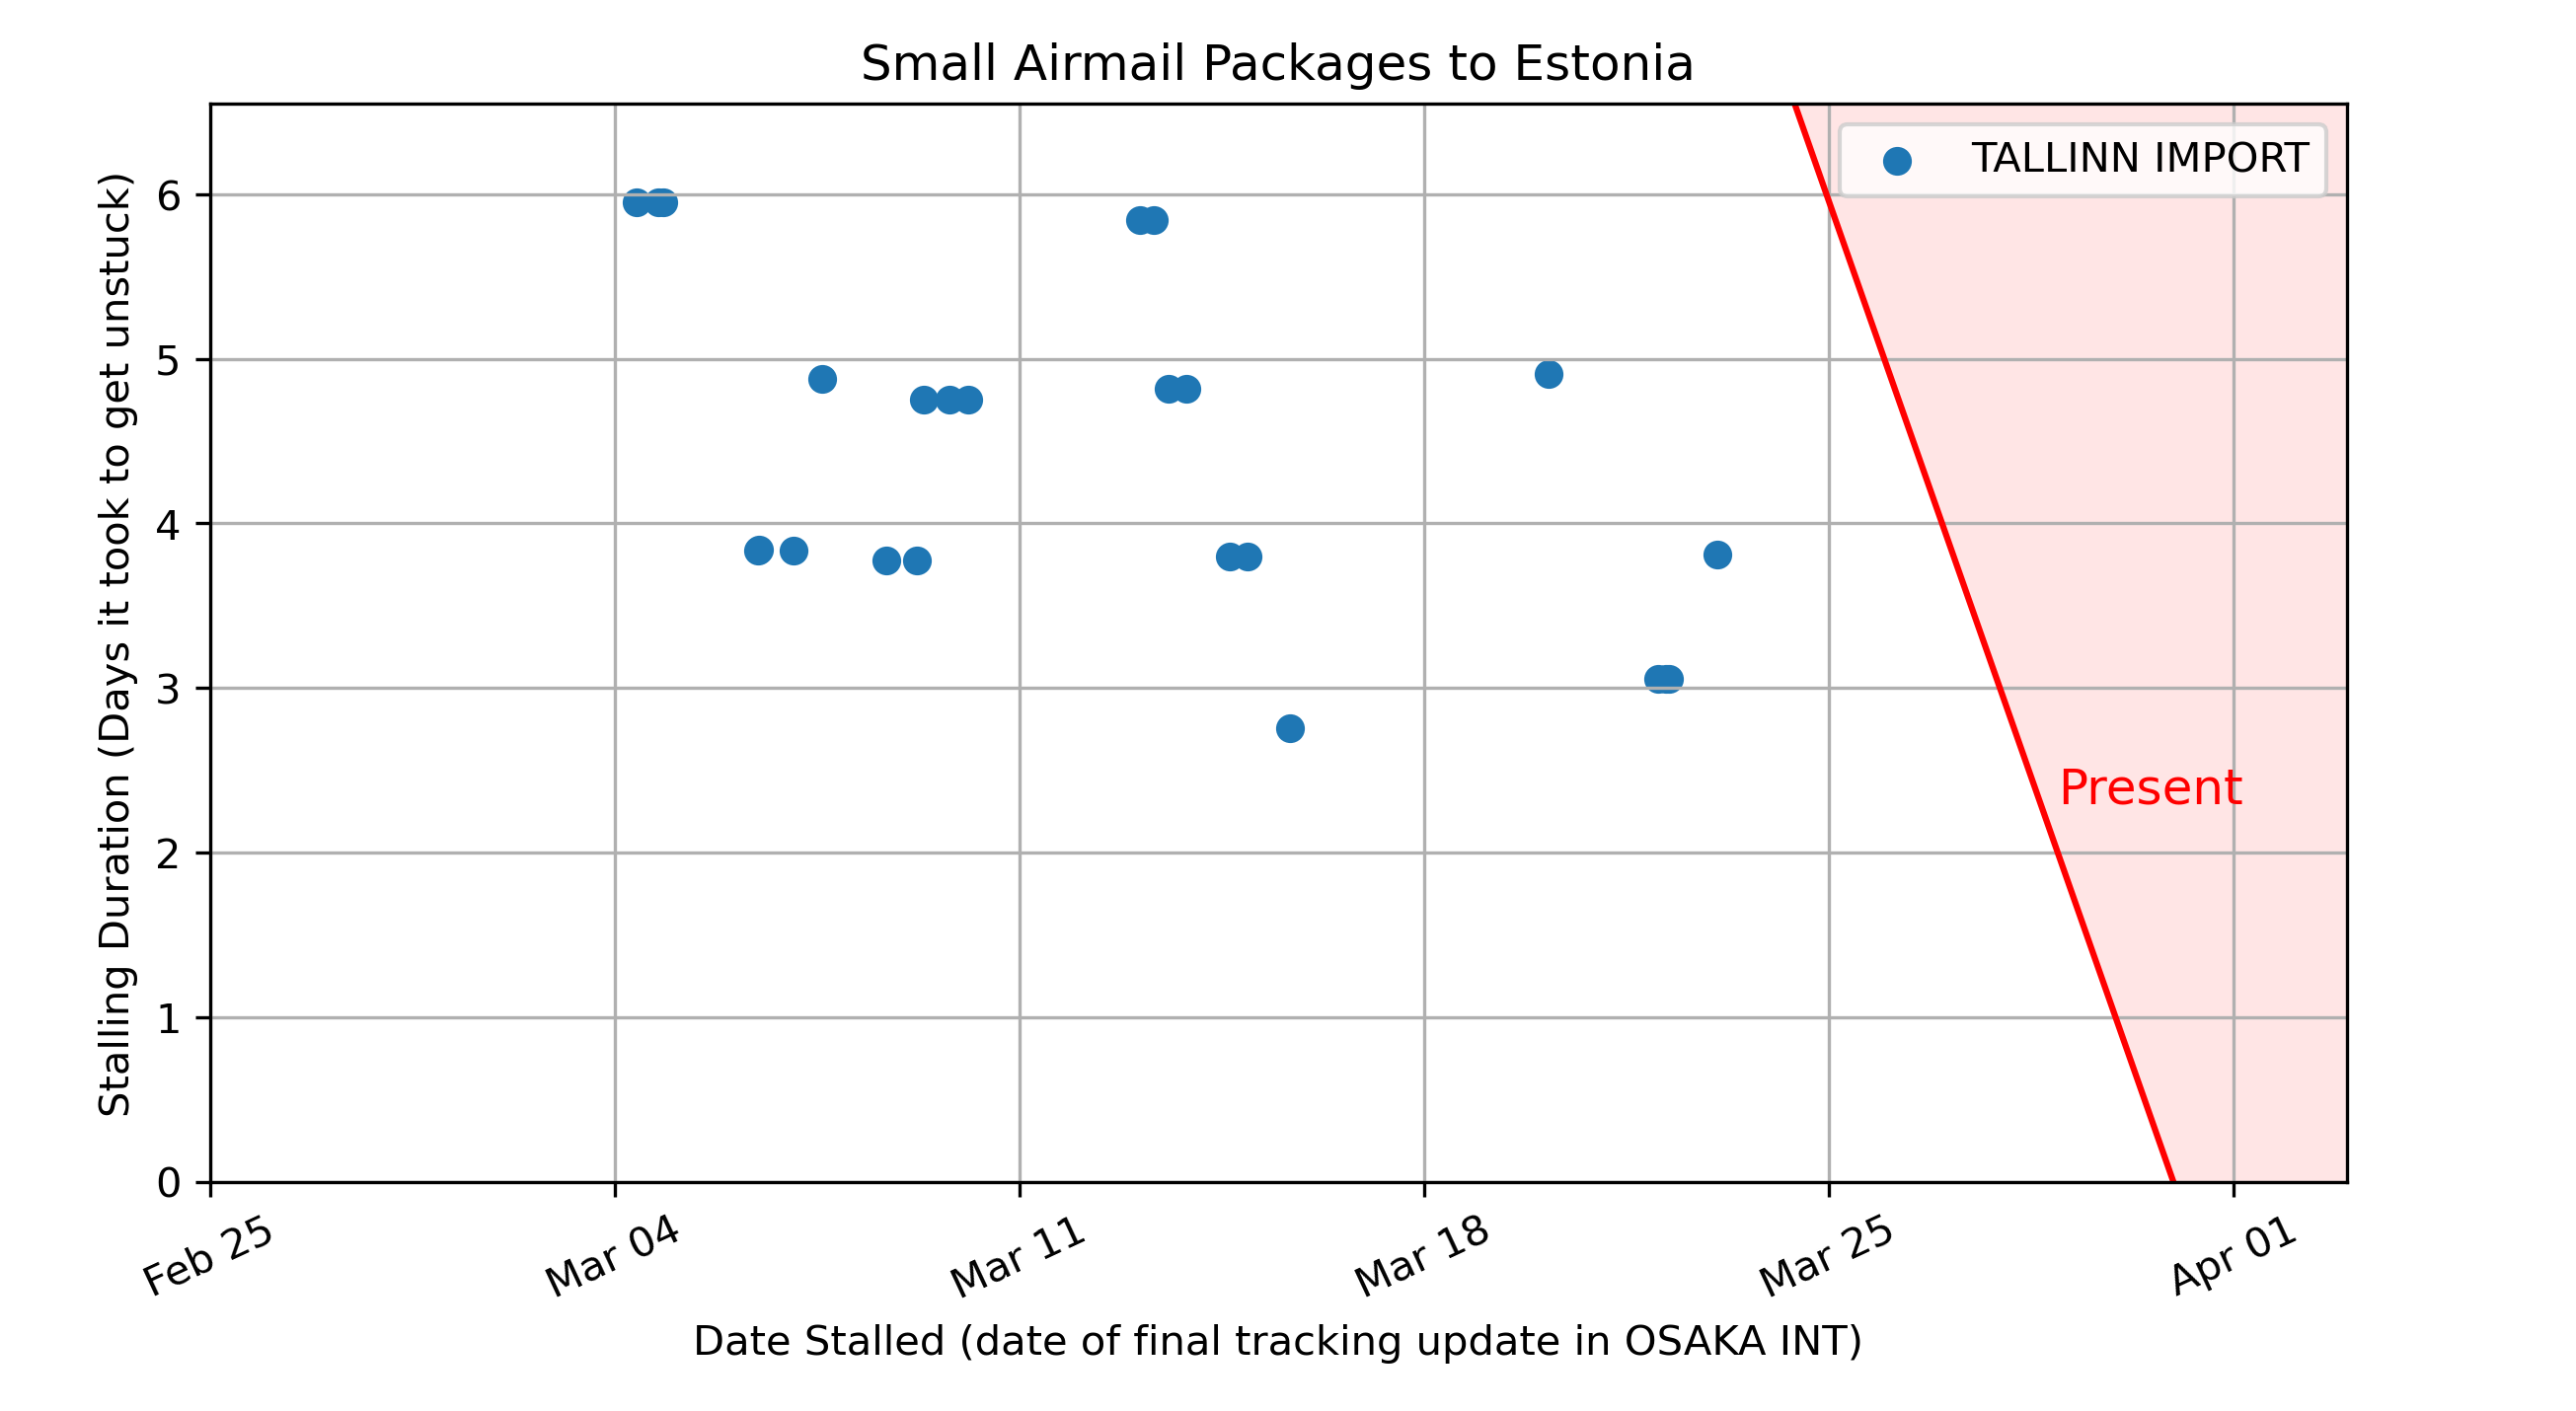 Small Airmail Packages to Estonia
TALLINN IMPORT
Stalling Duration (Days it took to get unstuck)
6
5
4
3
2
1
0
Present
Feb 25
Mar 04
Mar 11
Mar 18
Mar 25
Apr 01
Date Stalled (date of final tracking update in OSAKA INT)